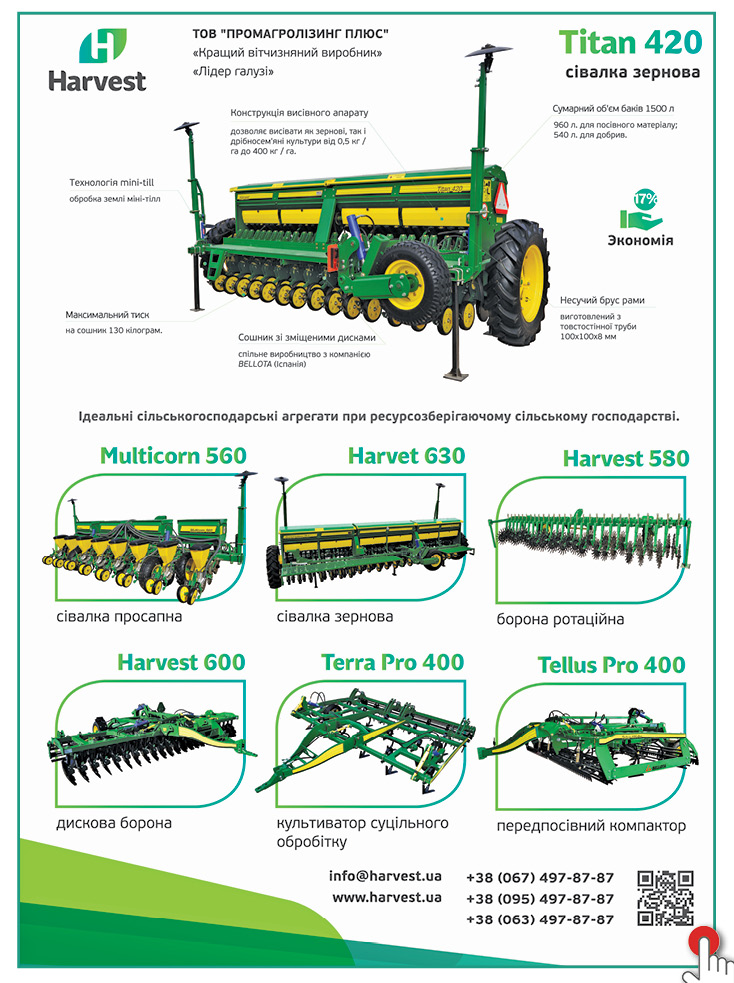 Harvest
ТОВ "ПРОМАГРОЛІЗИНГ ПЛЮС"
«Кращий вітчизняний виробник»
«Лідер галузі»
Titan 420
сівалка зернова
Конструкція висівного апарату
дозволяє висівати як зернові, так і
дрібносем'яні культури від 0,5 кг /
га до 400 кг / га.
Сумарний об'єм баків 1500 л
960 л. для посівного матеріалу;
540 л. для добрив.
Технологія mini-till
обробка землі міні-тілл
Titan 420
17%
Экономія
Максимальний тиск
на сошник 130 кілограм.
Сошник зі зміщеними дисками
спільне виробництво з компанією
BELLOTA (Іспанія)
Несучий брус рами
виготовлений з
товстостінної труби
100х100х8 мм
Ідеальні сільськогосподарські агрегати при ресурсозберігаючому сільському господарстві.
Multicorn 560
сівалка просапна
Harvet 630
сівалка зернова
Harvest 580
борона ротаційна
Harvest 600
дискова борона
Terra Pro 400
культиватор суцільного
обробітку
Tellus Pro 400
передпосівний компактор
info@harvest.ua
www.harvest.ua
+38 (067) 497-87-87
+38 (095) 497-87-87
+38 (063) 497-87-87